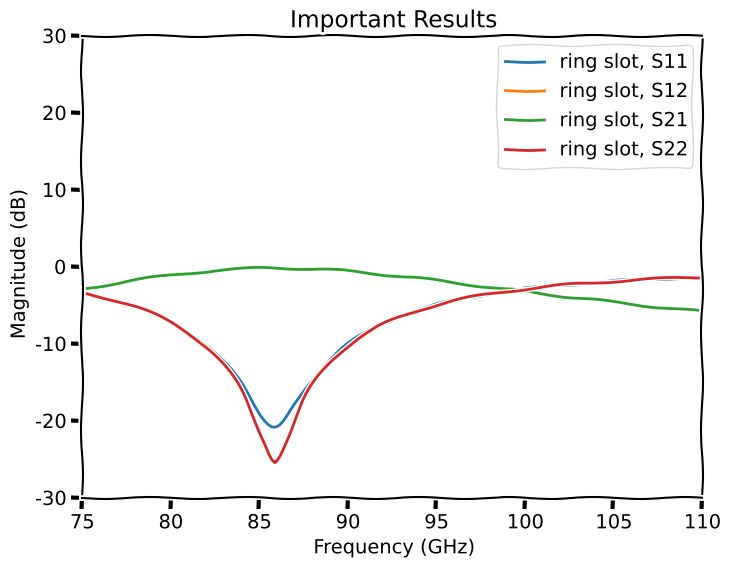 Important Results
30
20
10
0
-10
-20
-30
Magnitude (dB)
ring slot, S11
ring slot, S12
ring slot, S21
ring slot, S22
75 80 85 90 95 100 105 110
Frequency (GHz)